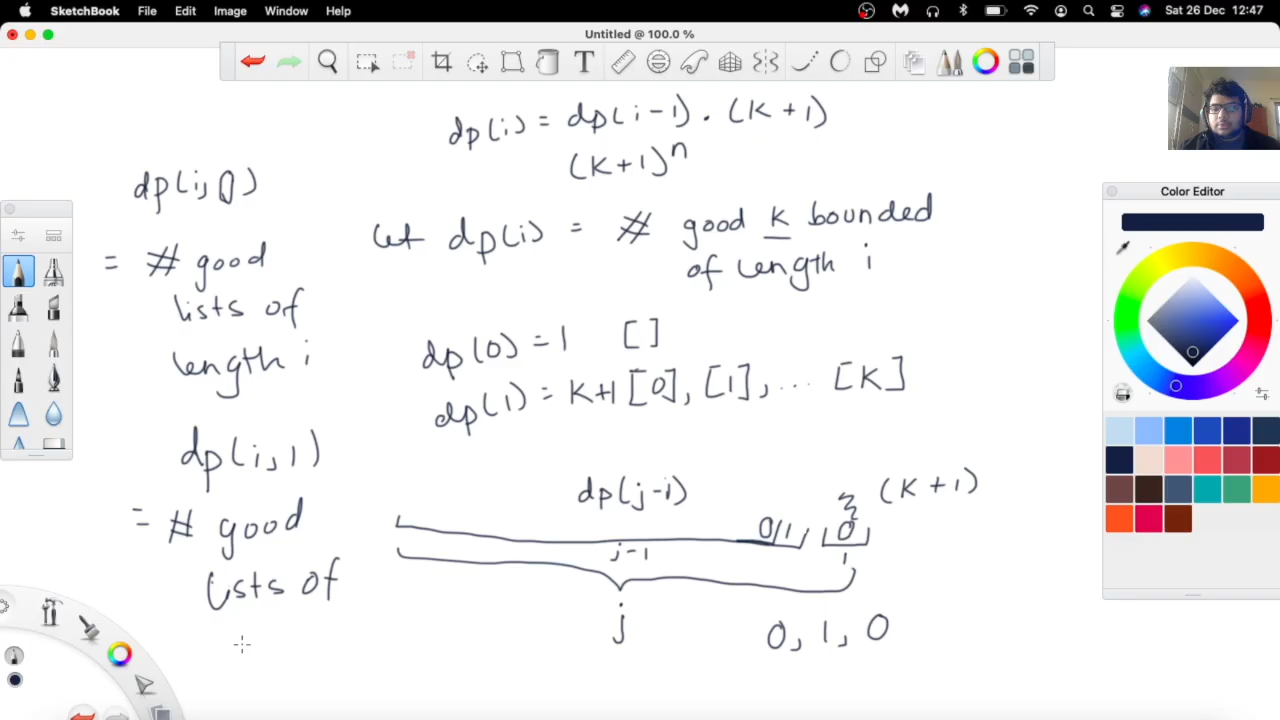 SketchBook File Edit Image Window Help Sat 26 Dec 12:47
Untitled @ 100.0 %
dp(i) = dp(i-1) . (K+1)
(K+1)^n
dp(i, 0)
= # good
lists of
length i
dp(i, 1)
= # good
lists of
let dp(i) = # good K bounded
of length i
dp(0) = 1 []
dp(1) = K+1 [0], [1], ... [K]
dp(j-i) (K+1)
3
0/1, 0
j-1 1
j 0, 1, 0
Color Editor